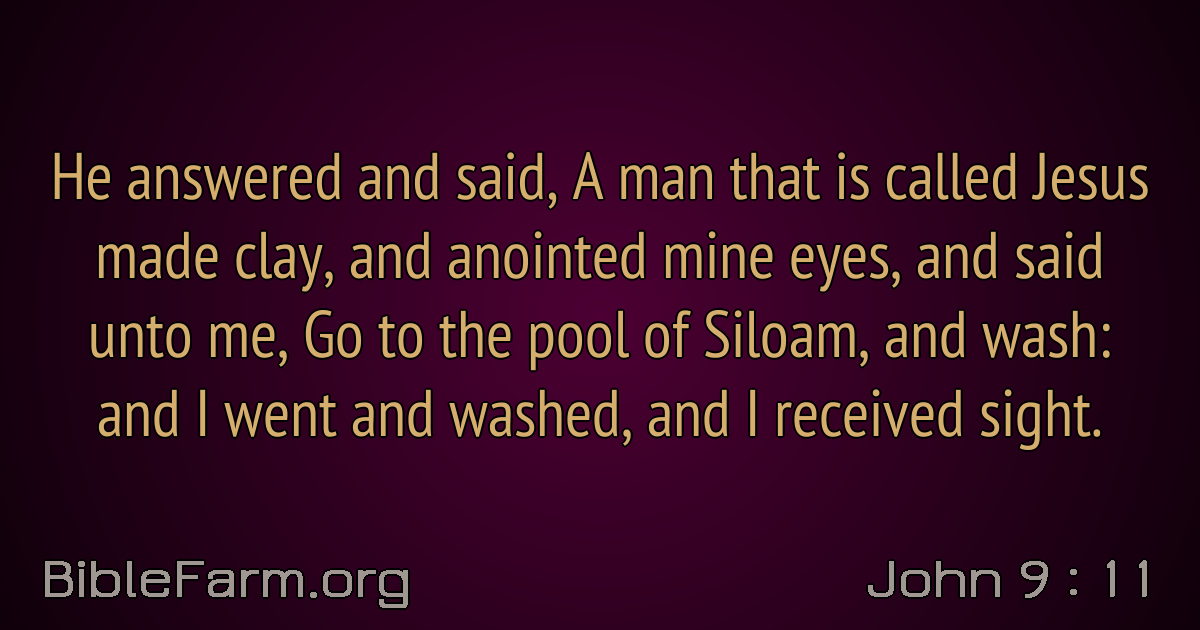 He answered and said, A man that is called Jesus
made clay, and anointed mine eyes, and said
unto me, Go to the pool of Siloam, and wash:
and I went and washed, and I received sight.
BibleFarm.org
John 9 : 11